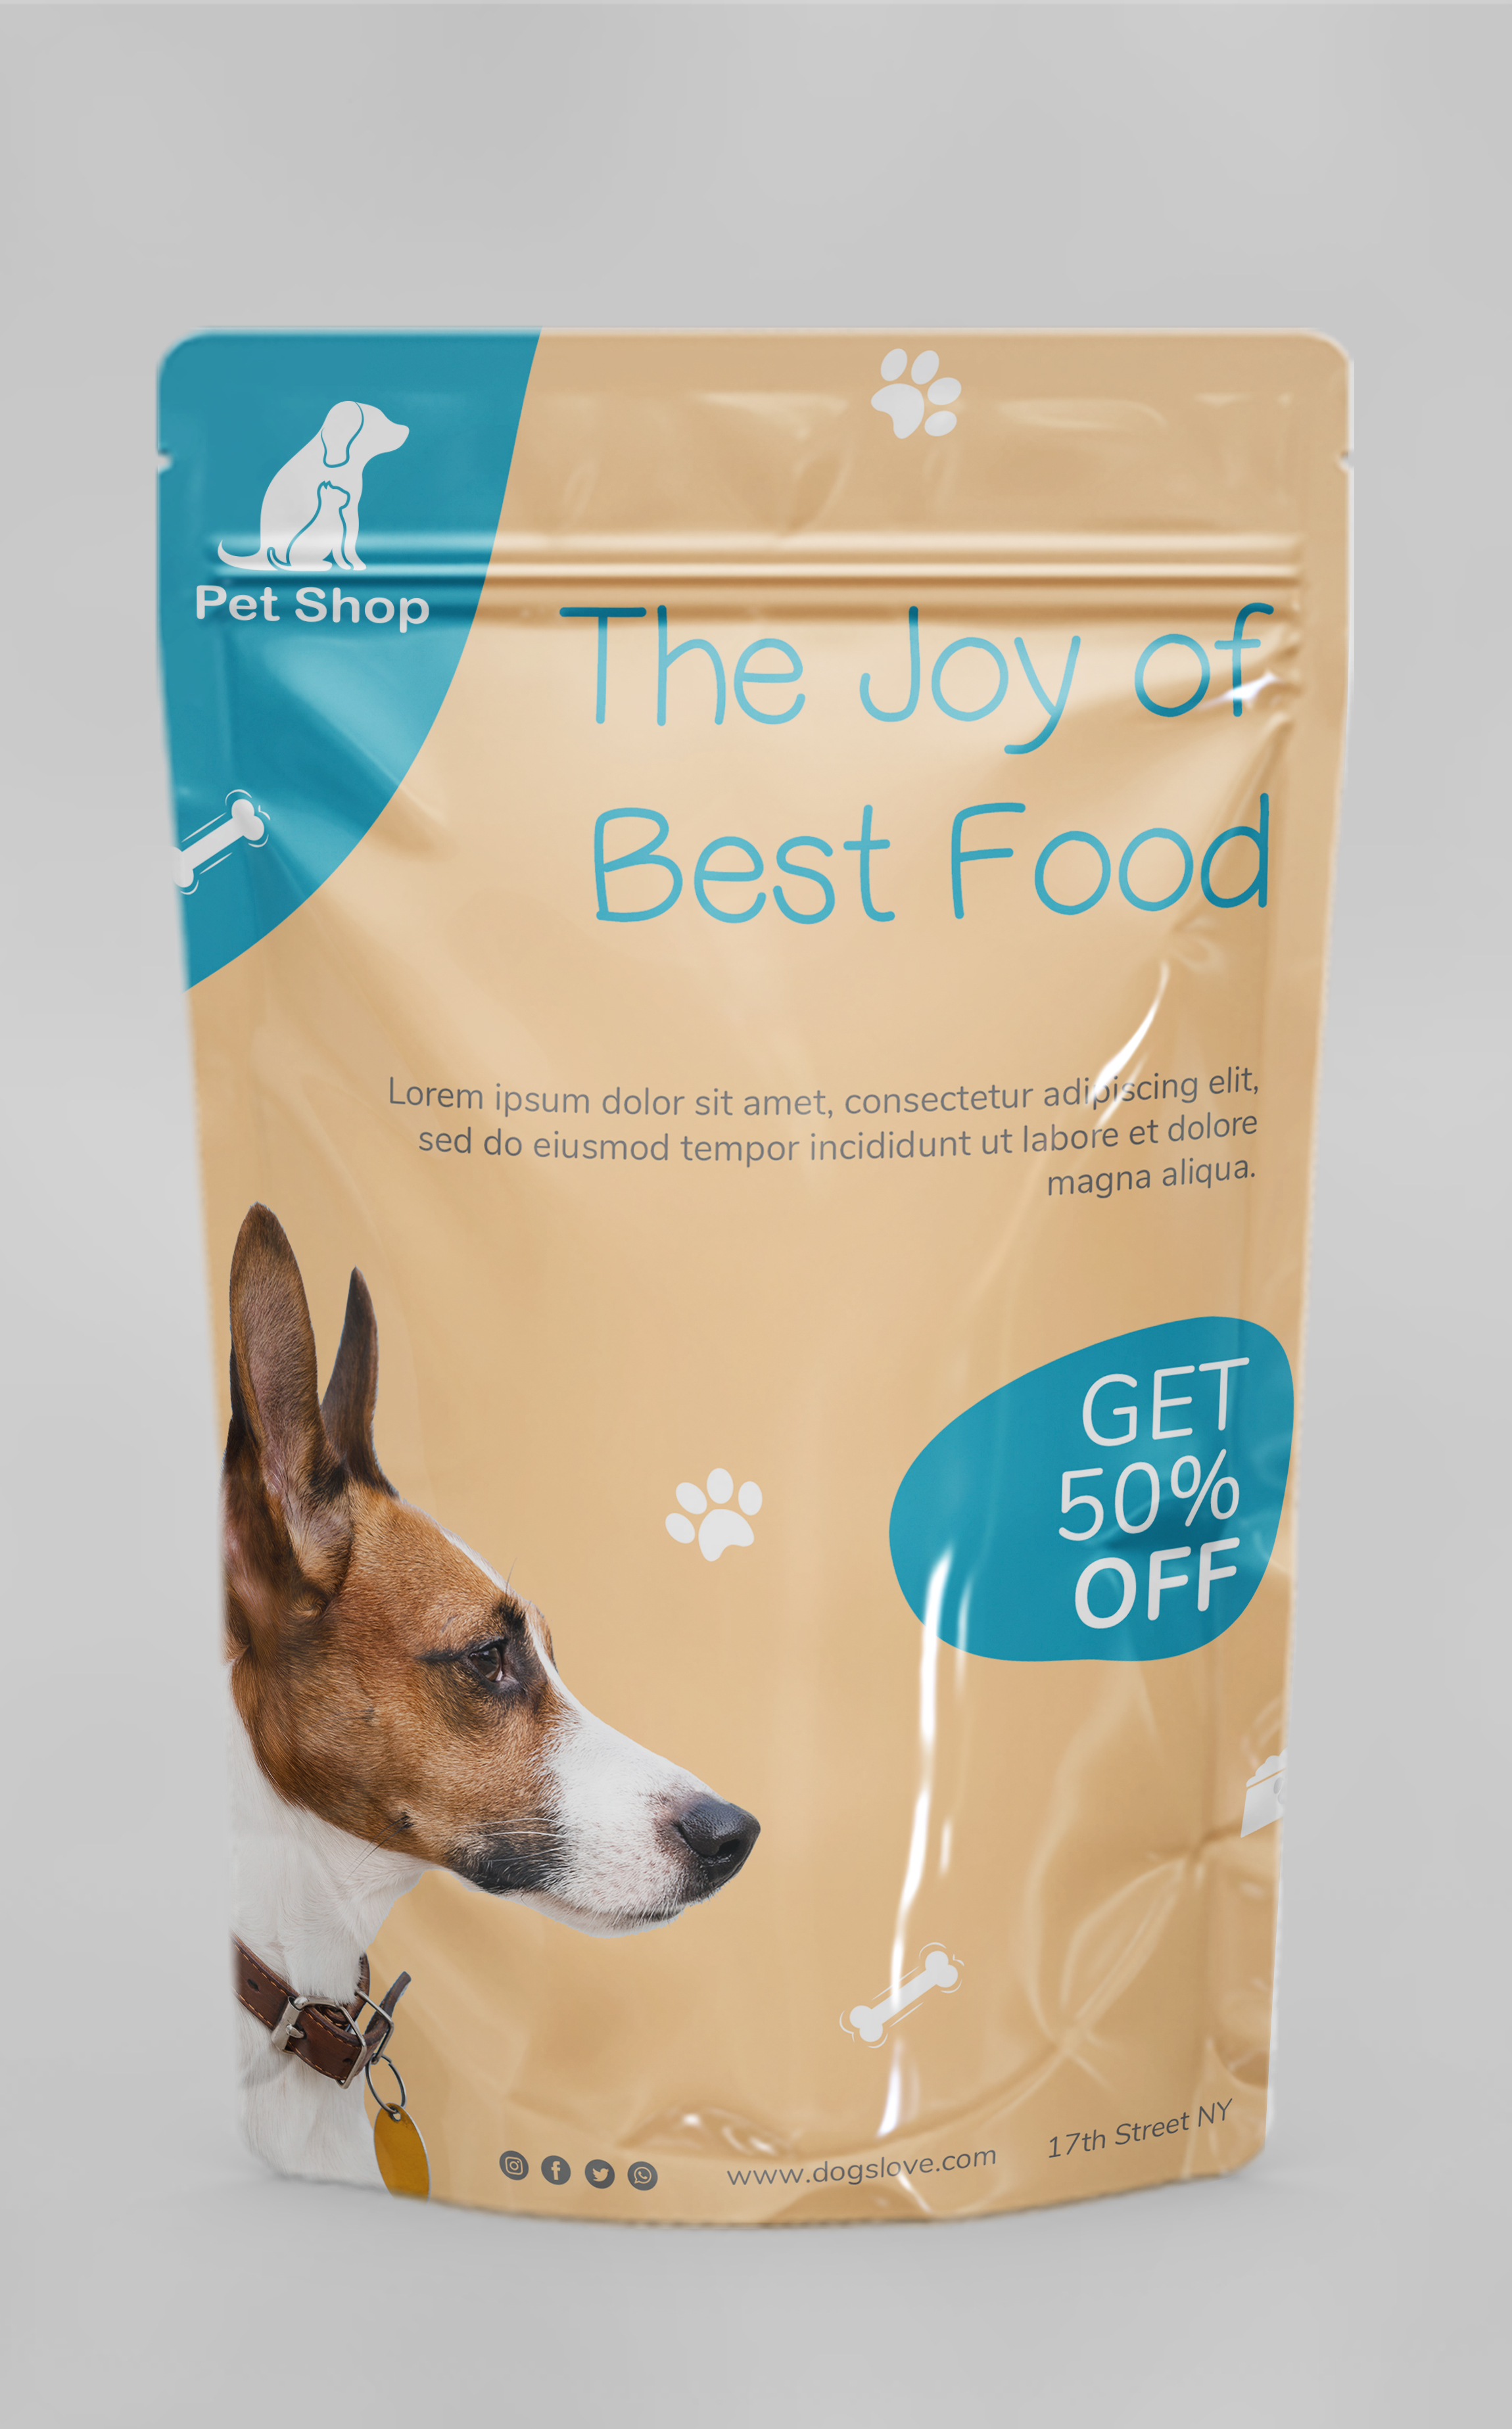 Pet Shop
The Joy of
Best Food
Lorem ipsum dolor sit amet, consectetur adipiscing elit,
sed do eiusmod tempor incididunt ut labore et dolore
magna aliqua.
GET
50%
OFF
www.dogslove.com
17th Street NY